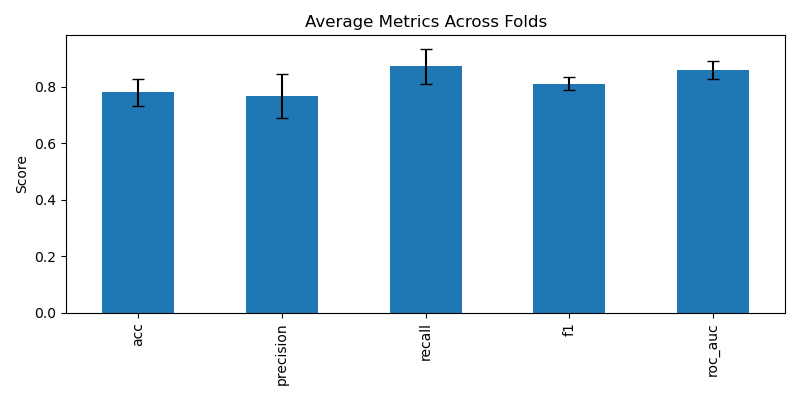 Average Metrics Across Folds
Score
0.8
0.6
0.4
0.2
0.0
acc
precision
recall
f1
roc_auc